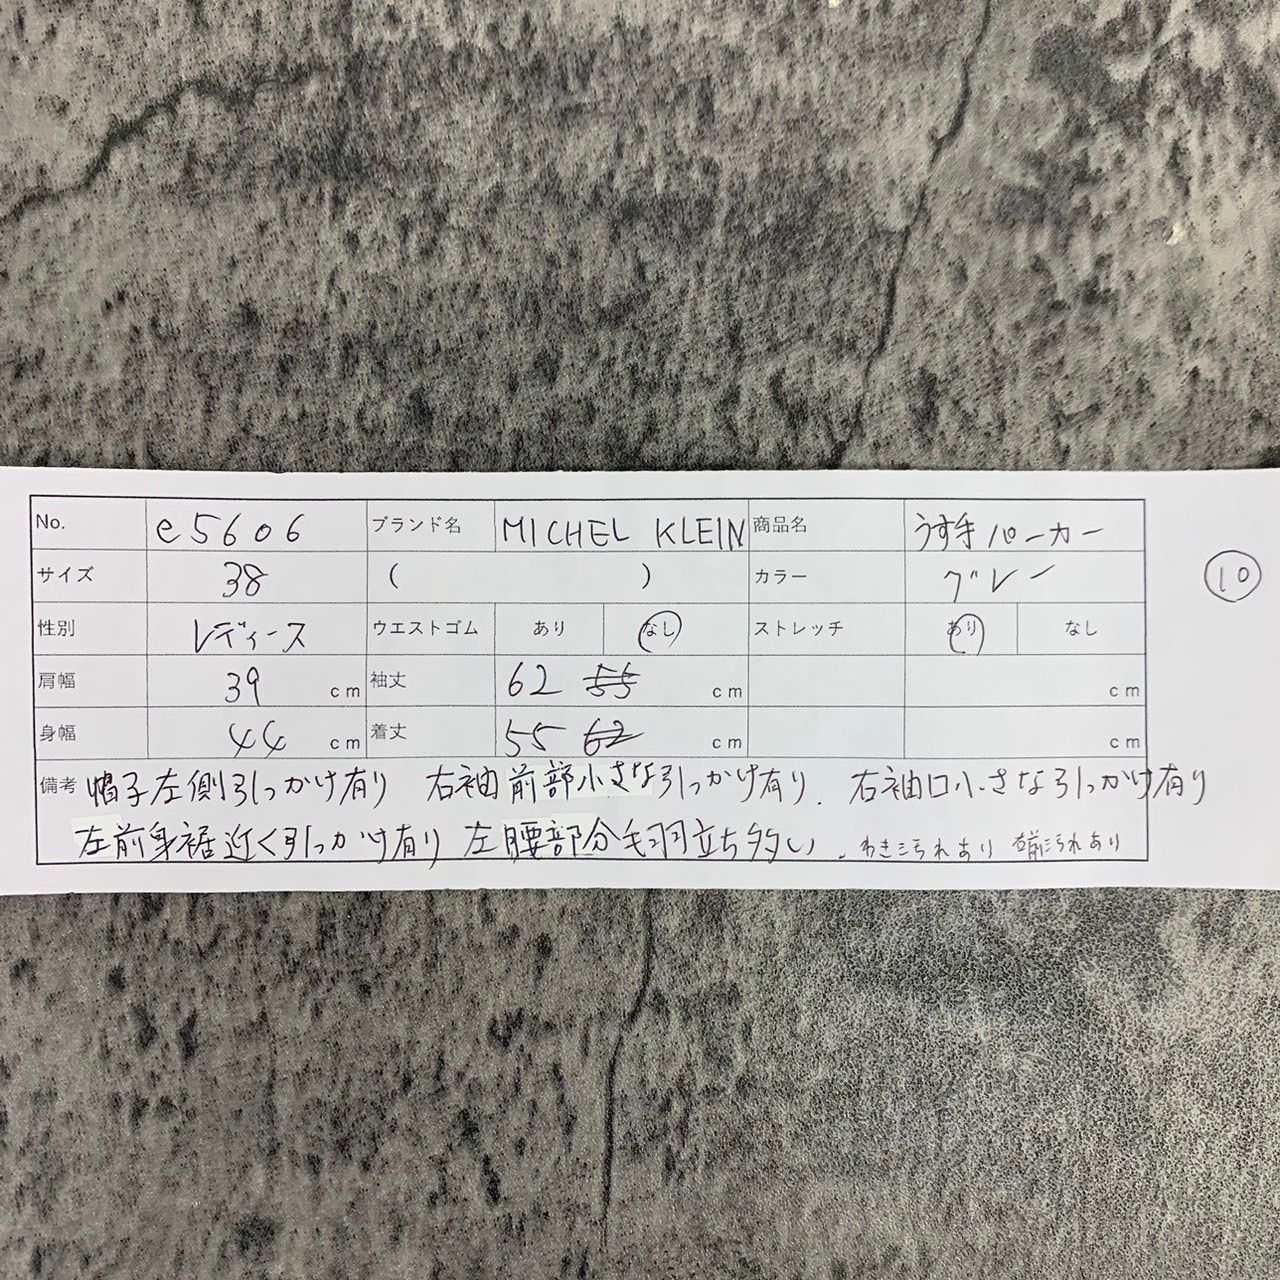 No. e5606 ブランド名 MICHEL KLEIN 商品名 うす手パーカー
サイズ 38 ( ) カラー グレー ⑩
性別 レディース ウエストゴム あり なし ストレッチ あり なし
肩幅 39 cm 袖丈 62 55 cm cm
身幅 44 cm 着丈 55 62 cm cm
備考 帽子左側引っかけ有り 右袖前部小さな引っかけ有り. 右袖口小さな引っかけ有り
左前身裾近く引っかけ有り 左腰部分毛羽立ち多い. わき汚れあり 右前汚れあり